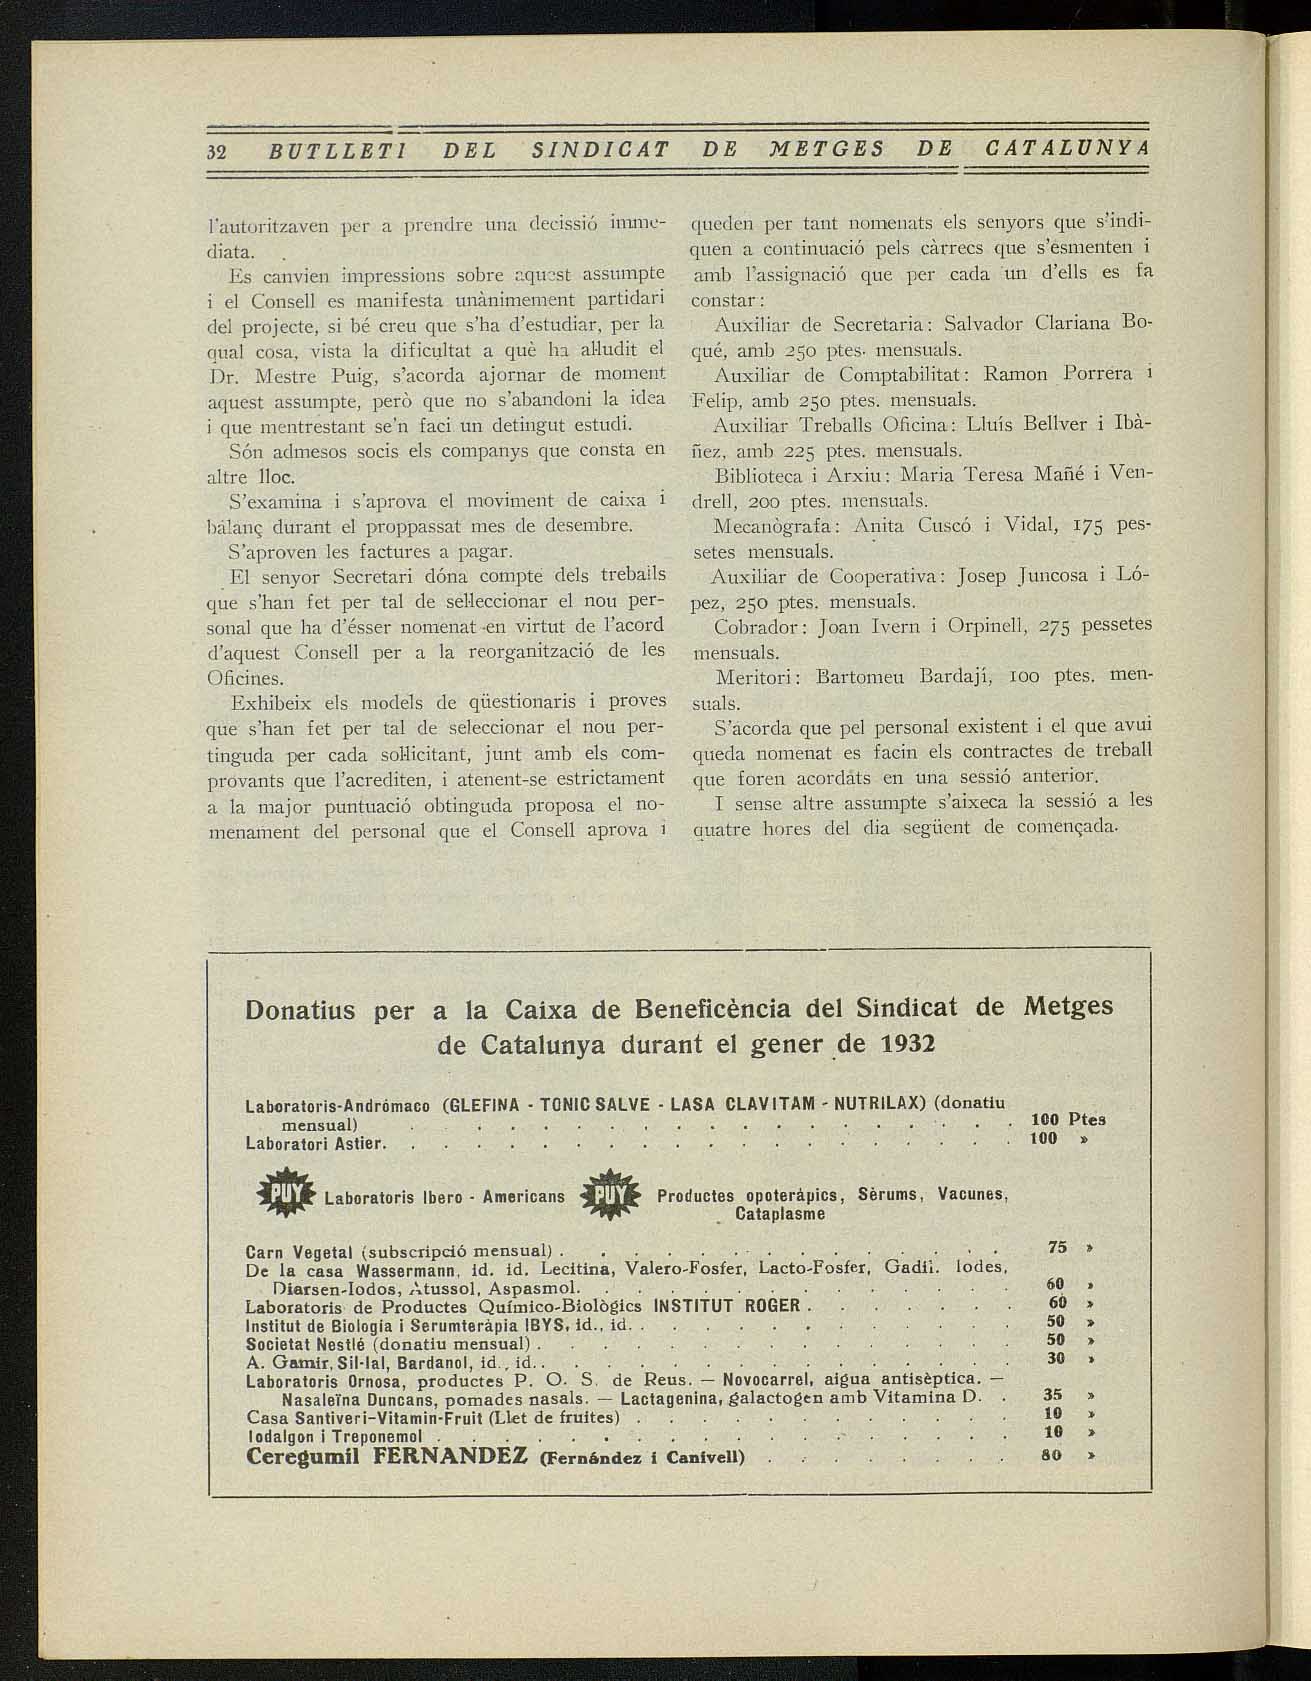 32 BUTLLETI DEL SINDICAT DE METGES DE CATALUNYA
l'autoritzaven per a prendre una decissió imme-
diata.
Es canvien impressions sobre aquest assumpte
i el Consell es manifesta unànimement partidari
del projecte, si bé creu que s'ha d'estudiar, per la
qual cosa, vista la dificultat a què ha al·ludit el
Dr. Mestre Puig, s'acorda ajornar de moment
aquest assumpte, però que no s'abandoni la idea
i que mentrestant se'n faci un detingut estudi.
Són admesos socis els companys que consta en
altre lloc.
S'examina i s'aprova el moviment de caixa i
balanç durant el proppassat mes de desembre.
S'aproven les factures a pagar.
El senyor Secretari dóna compte dels treballs
que s'han fet per tal de sel·leccionar el nou per-
sonal que ha d'ésser nomenat en virtut de l'acord
d'aquest Consell per a la reorganització de les
Oficines.
Exhibeix els models de qüestionaris i proves
que s'han fet per tal de seleccionar el nou per-
tinguda per cada sol·licitant, junt amb els com-
provants que l'acrediten, i atenent-se estrictament
a la major puntuació obtinguda proposa el no-
menament del personal que el Consell aprova i
queden per tant nomenats els senyors que s'indi-
quen a continuació pels càrrecs que s'esmenten i
amb l'assignació que per cada un d'ells es fa
constar:
Auxiliar de Secretaria: Salvador Clariana Bo-
qué, amb 250 ptes. mensuals.
Auxiliar de Comptabilitat: Ramon Porrera i
Felip, amb 250 ptes. mensuals.
Auxiliar Treballs Oficina: Lluís Bellver i Ibà-
ñez, amb 225 ptes. mensuals.
Biblioteca i Arxiu: Maria Teresa Mañé i Ven-
drell, 200 ptes. mensuals.
Mecanògrafa: Anita Cuscó i Vidal, 175 pes-
setes mensuals.
Auxiliar de Cooperativa: Josep Juncosa i Ló-
pez, 250 ptes. mensuals.
Cobrador: Joan Ivern i Orpinell, 275 pessetes
mensuals.
Meritori: Bartomeu Bardají, 100 ptes. men-
suals.
S'acorda que pel personal existent i el que avui
queda nomenat es facin els contractes de treball
que foren acordats en una sessió anterior.
I sense altre assumpte s'aixeca la sessió a les
quatre hores del dia següent de començada.
Donatius per a la Caixa de Beneficència del Sindicat de Metges
de Catalunya durant el gener de 1932
Laboratoris-Andrómaco (GLEFINA - TONIC SALVE - LASA CLAVITAM - NUTRILAX) (donatiu
mensual) . . . . . . . . . . . . . . . . . . 100 Ptes
Laboratori Astier. . . . . . . . . . . . . . . . . . . . 100 »
PUY Laboratoris Ibero - Americans PUY Productes opoteràpics, Sèrums, Vacunes,
Cataplasme
Carn Vegetal (subscripció mensual) . . . . . . . . . . . . . . 75 »
De la casa Wassermann, id. id. Lecitina, Valero-Fosfer, Lacto-Fosfer, Gadil. Iodes,
Diarsen-Iodos, Atussol, Aspasmol. . . . . . . . . . . . . . 60 »
Laboratoris de Productes Químico-Biològics INSTITUT ROGER . . . . . . . 60 »
Institut de Biologia i Serumteràpia IBYS, id., id. . . . . . . . . . . . . 50 »
Societat Nestlé (donatiu mensual) . . . . . . . . . . . . . . . 50 »
A. Gamir, Sil-lal, Bardanol, id., id. . . . . . . . . . . . . . . . 30 »
Laboratoris Ornosa, productes P. O. S. de Reus. — Novocarrel, aigua antisèptica. —
Nasaleïna Duncans, pomades nasals. — Lactagenina, galactogen amb Vitamina D. . 35 »
Casa Santiveri-Vitamin-Fruit (Llet de fruites) . . . . . . . . . . . . 10 »
Iodalgon i Treponemol . . . . . . . . . . . . . . . . . . 10 »
Ceregumil FERNANDEZ (Fernández i Canivell) . . . . . . . . 80 »